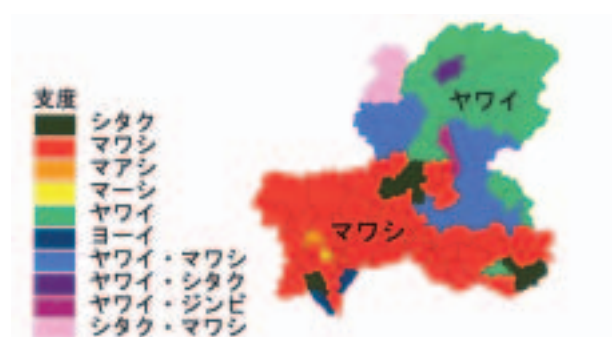 支度
シタク
マワシ
マアシ
マーシ
ヤワイ
ヨーイ
ヤワイ・マワシ
ヤワイ・シタク
ヤワイ・ジンビ
シタク・マワシ
ヤワイ
マワシ